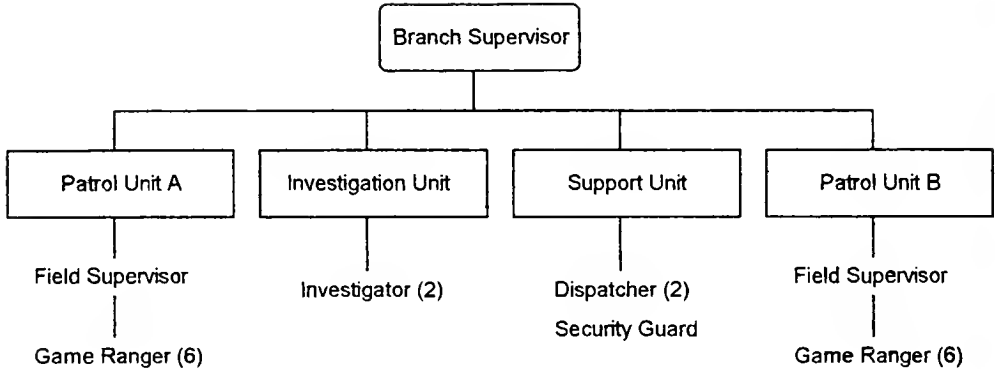 Branch Supervisor
Patrol Unit A
Investigation Unit
Support Unit
Patrol Unit B
Field Supervisor
Investigator (2)
Dispatcher (2)
Field Supervisor
Security Guard
Game Ranger (6)
Game Ranger (6)